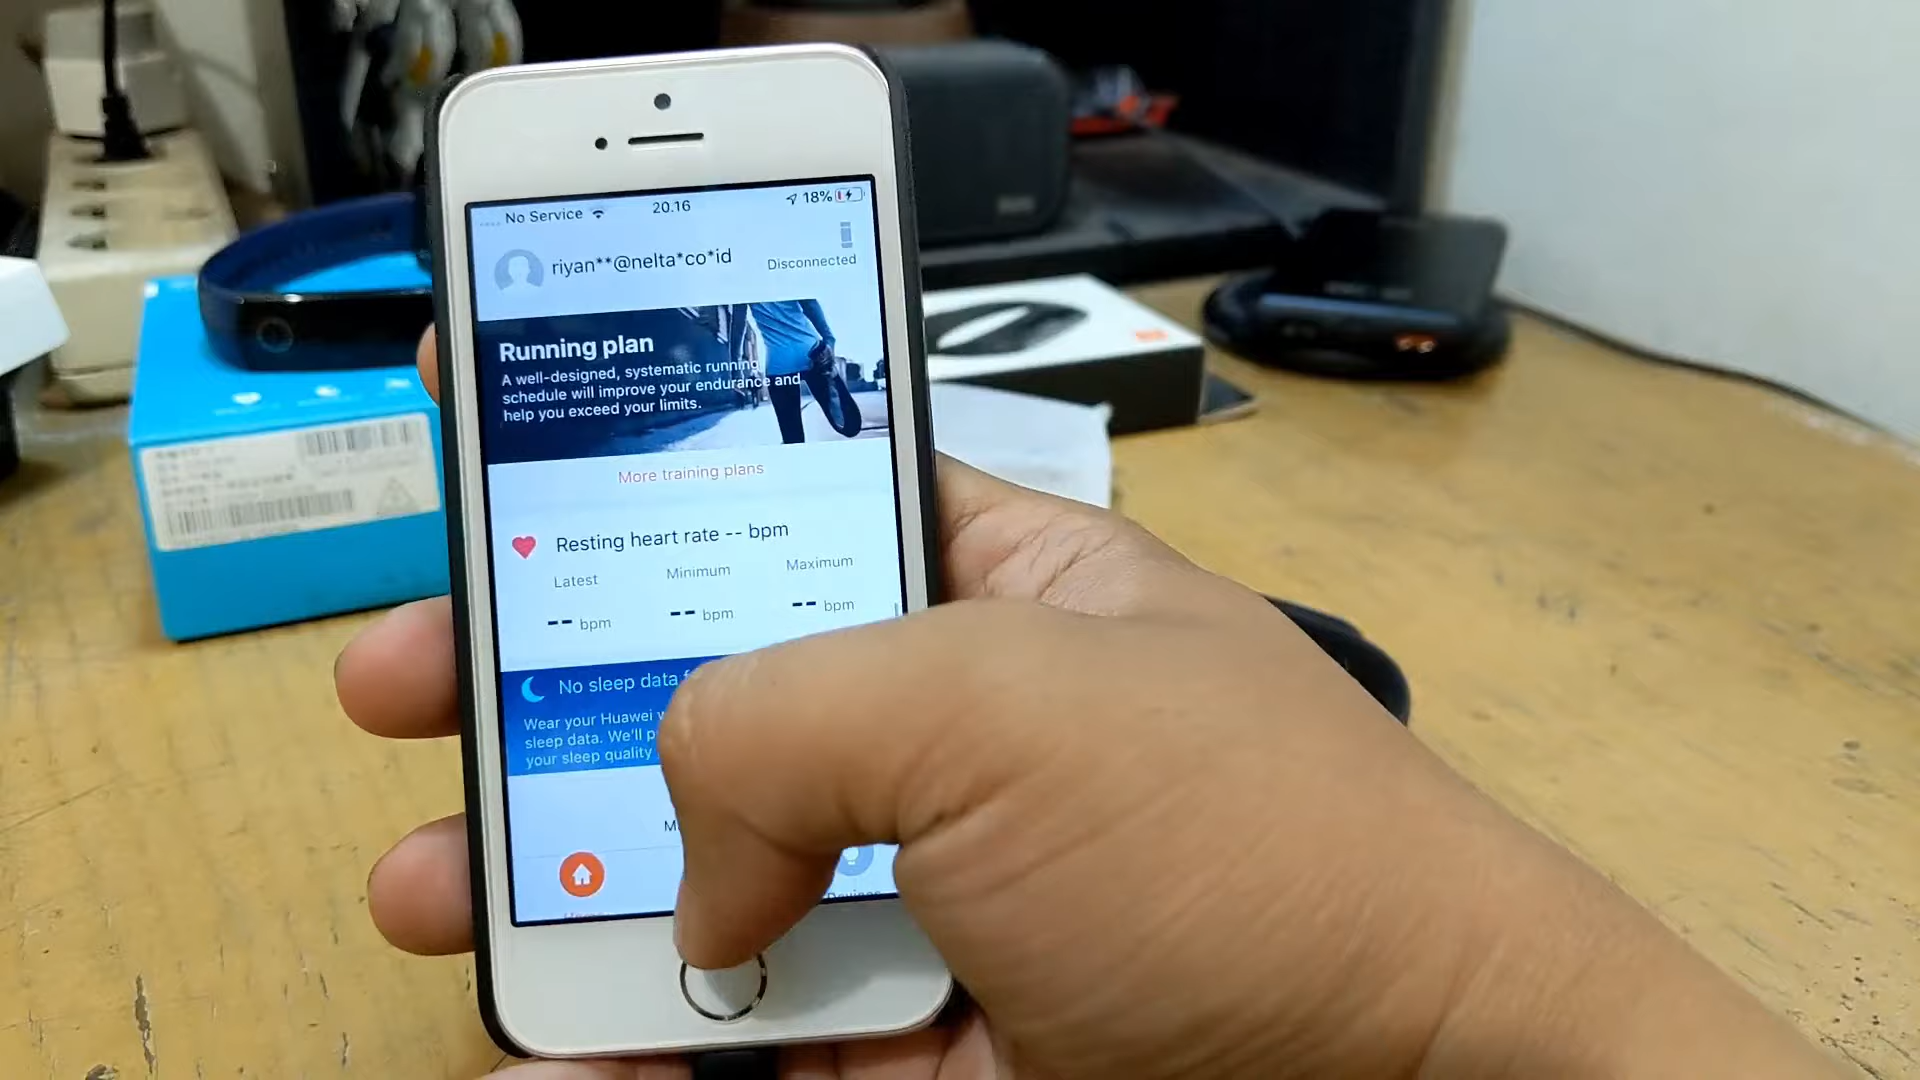 No Service
20.16
18%
riyan**@nelta*co*id
Disconnected
Running plan
A well-designed, systematic running
schedule will improve your endurance and
help you exceed your limits.
More training plans
Resting heart rate -- bpm
Latest
Minimum
Maximum
-- bpm
-- bpm
-- bpm
No sleep data
Wear your Huawei
sleep data. We'll
your sleep quality